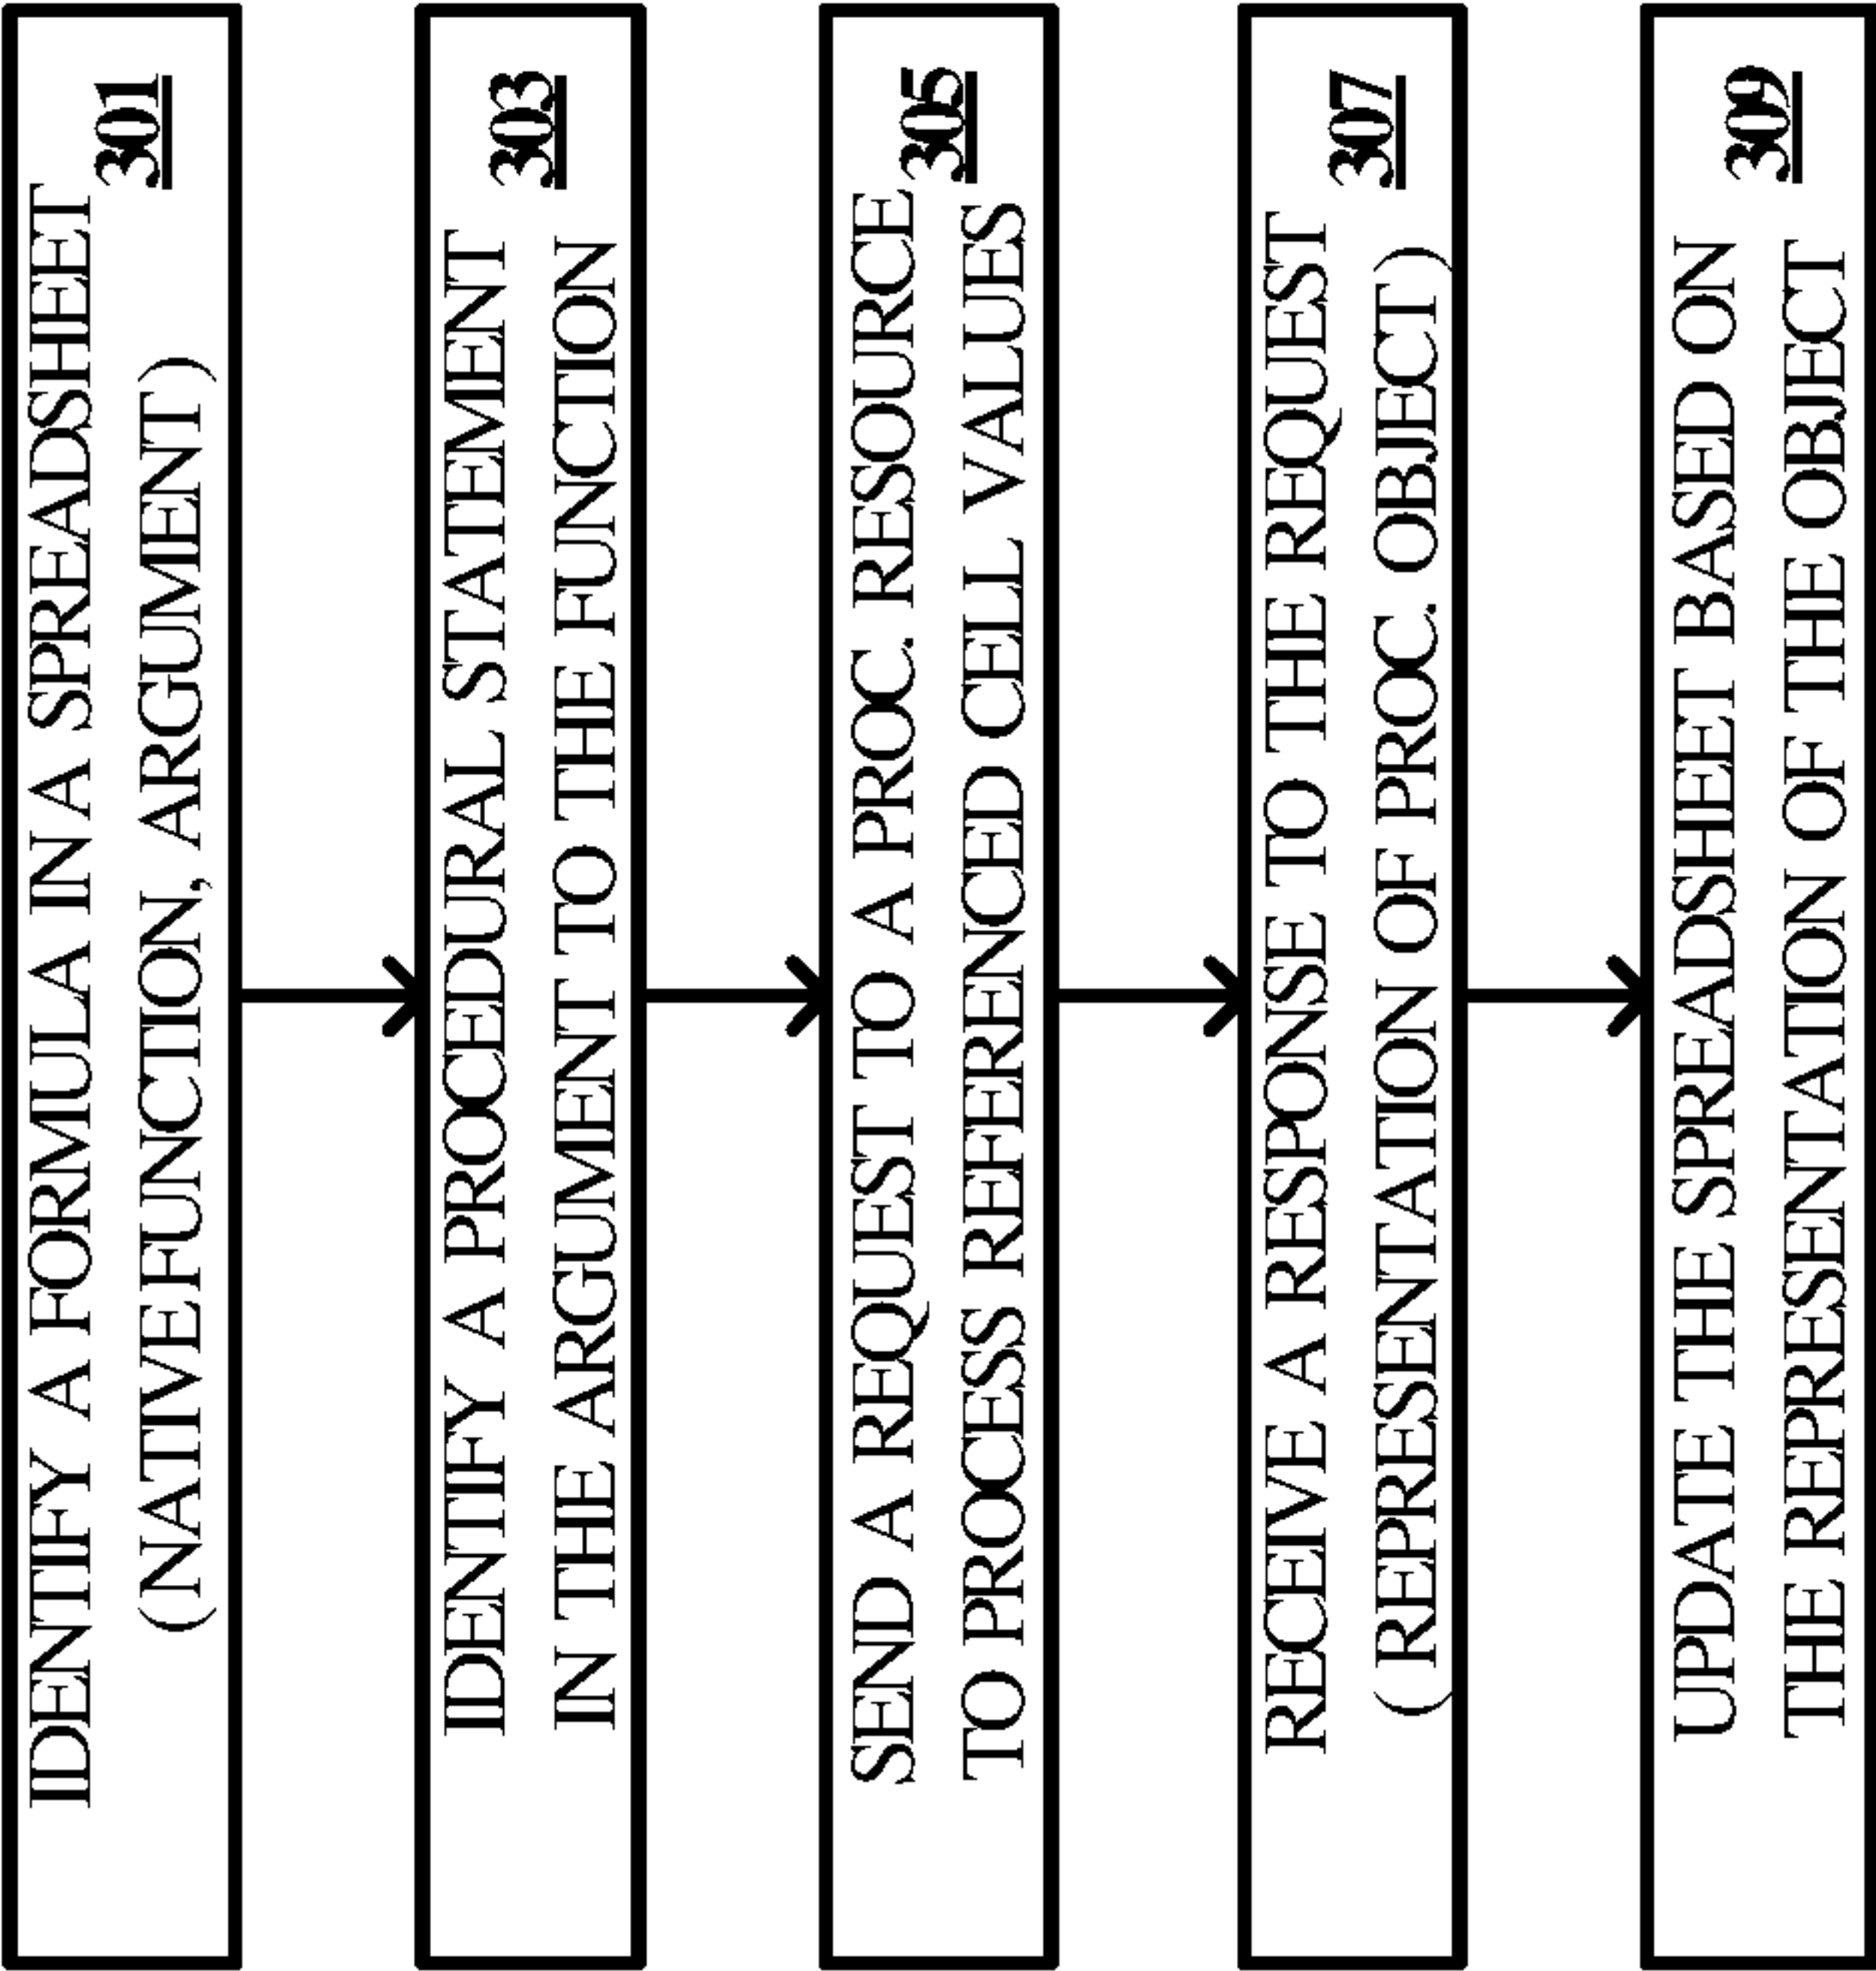 IDENTIFY A FORMULA IN A SPREADSHEET
(NATIVE FUNCTION, ARGUMENT)
301
IDENTIFY A PROCEDURAL STATEMENT
IN THE ARGUMENT TO THE FUNCTION
303
SEND A REQUEST TO A PROC. RESOURCE
TO PROCESS REFERENCED CELL VALUES
305
RECEIVE A RESPONSE TO THE REQUEST
(REPRESENTATION OF PROC. OBJECT)
307
UPDATE THE SPREADSHEET BASED ON
THE REPRESENTATION OF THE OBJECT
309